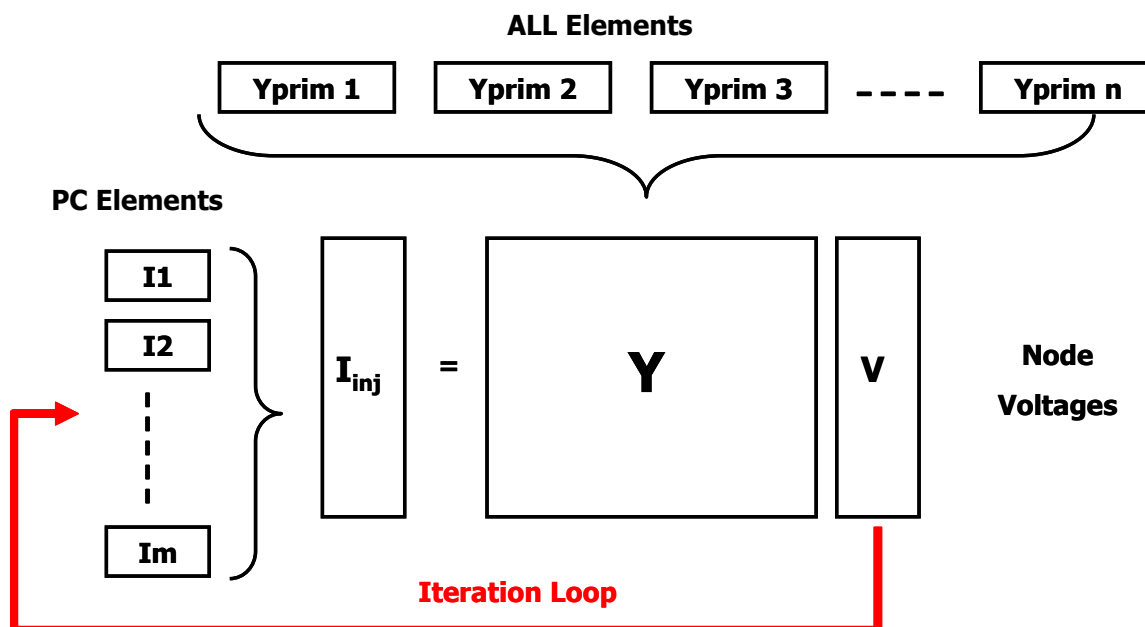 ALL Elements
Yprim 1 Yprim 2 Yprim 3 Yprim n
PC Elements
I1
I2
Im
Iinj = Y V
Node
Voltages
Iteration Loop